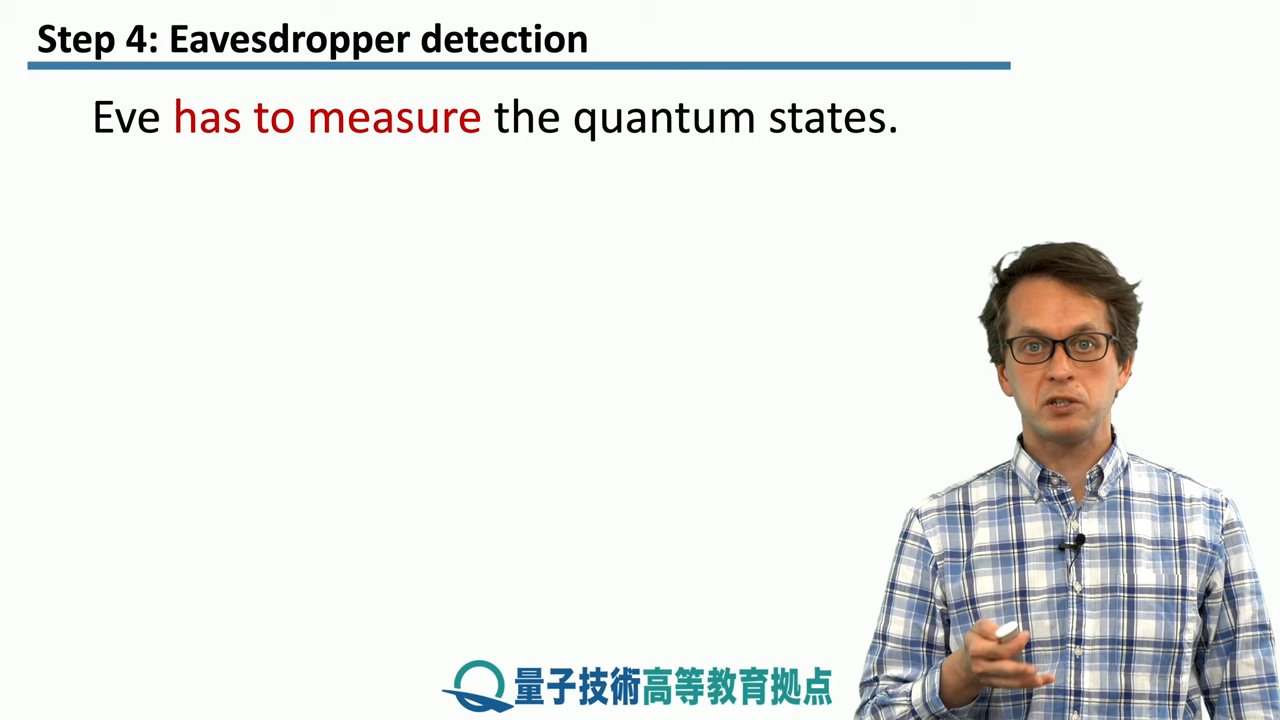 Step 4: Eavesdropper detection
Eve has to measure the quantum states.
量子技術高等教育拠点